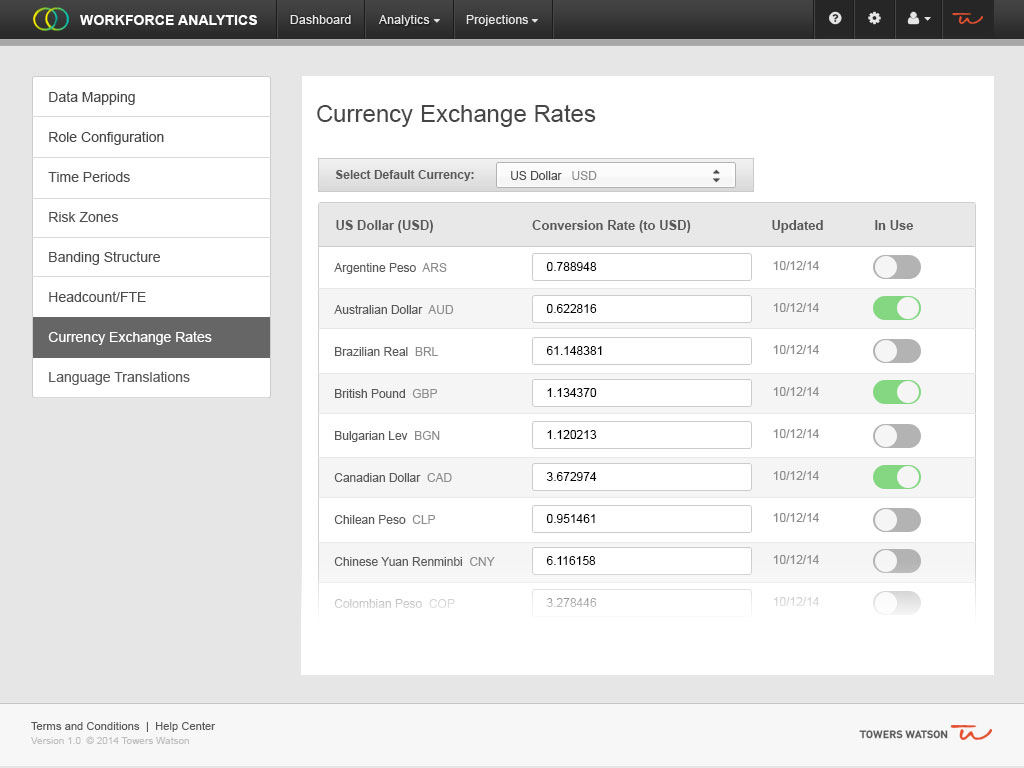 WORKFORCE ANALYTICS Dashboard Analytics Projections ?
Data Mapping
Role Configuration
Time Periods
Risk Zones
Banding Structure
Headcount/FTE
Currency Exchange Rates
Language Translations
Currency Exchange Rates
Select Default Currency: US Dollar USD
US Dollar (USD) Conversion Rate (to USD) Updated In Use
Argentine Peso ARS 0.788948 10/12/14
Australian Dollar AUD 0.622816 10/12/14
Brazilian Real BRL 61.148381 10/12/14
British Pound GBP 1.134370 10/12/14
Bulgarian Lev BGN 1.120213 10/12/14
Canadian Dollar CAD 3.672974 10/12/14
Chilean Peso CLP 0.951461 10/12/14
Chinese Yuan Renminbi CNY 6.116158 10/12/14
Colombian Peso COP 3.278446 10/12/14
Terms and Conditions | Help Center
Version 1.0 © 2014 Towers Watson
TOWERS WATSON TW